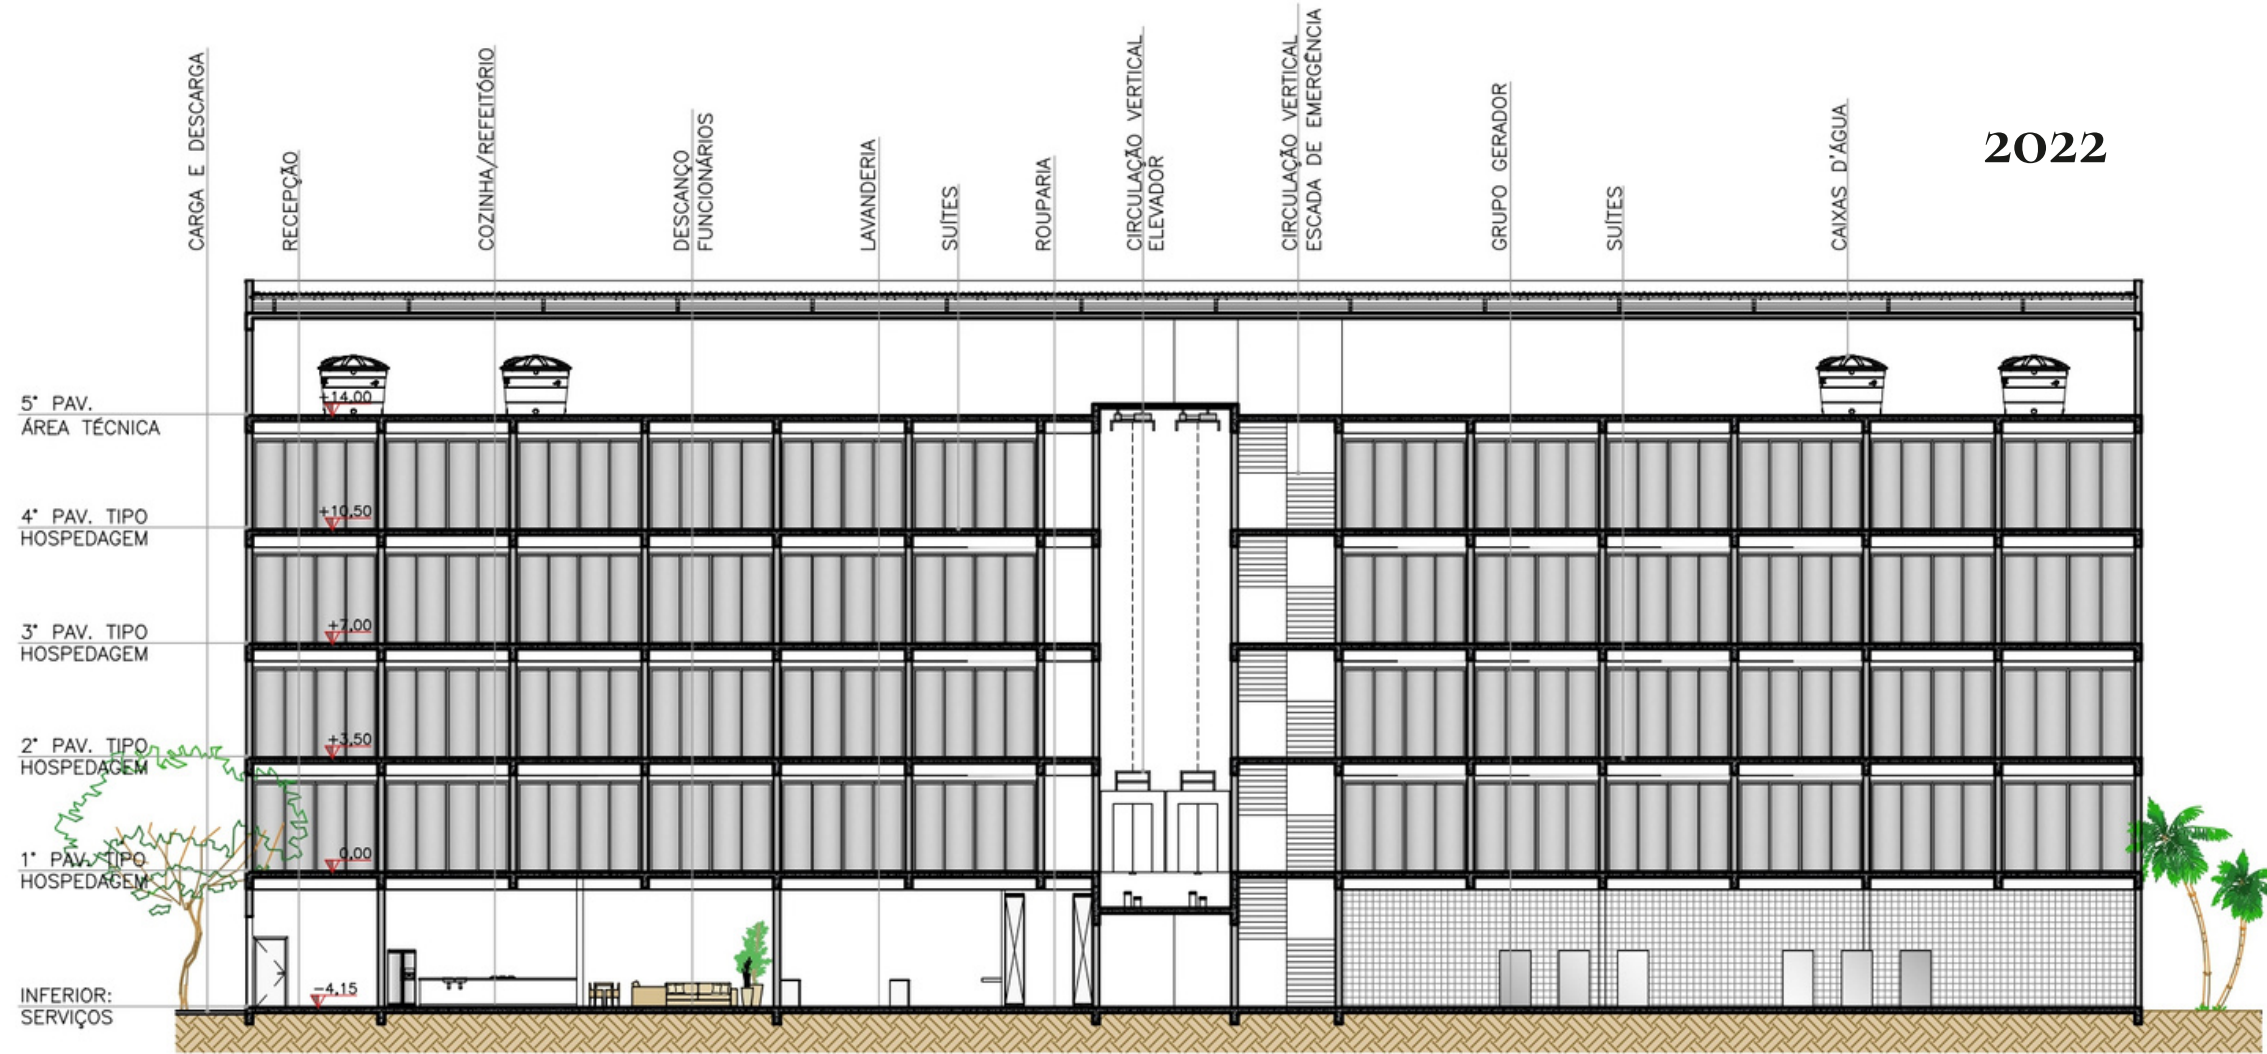 CARGA E DESCARGA
RECEPÇÃO
COZINHA/REFEITÓRIO
DESCANÇO
FUNCIONÁRIOS
LAVANDERIA
SUÍTES
ROUPARIA
CIRCULAÇÃO VERTICAL
ELEVADOR
CIRCULAÇÃO VERTICAL
ESCADA DE EMERGÊNCIA
GRUPO GERADOR
SUÍTES
CAIXAS D'ÁGUA
2022
5° PAV.
ÁREA TÉCNICA
+14,00
4° PAV. TIPO
HOSPEDAGEM
+10,50
3° PAV. TIPO
HOSPEDAGEM
+7,00
2° PAV. TIPO
HOSPEDAGEM
+3,50
1° PAV. TIPO
HOSPEDAGEM
0,00
INFERIOR:
SERVIÇOS
-4,15